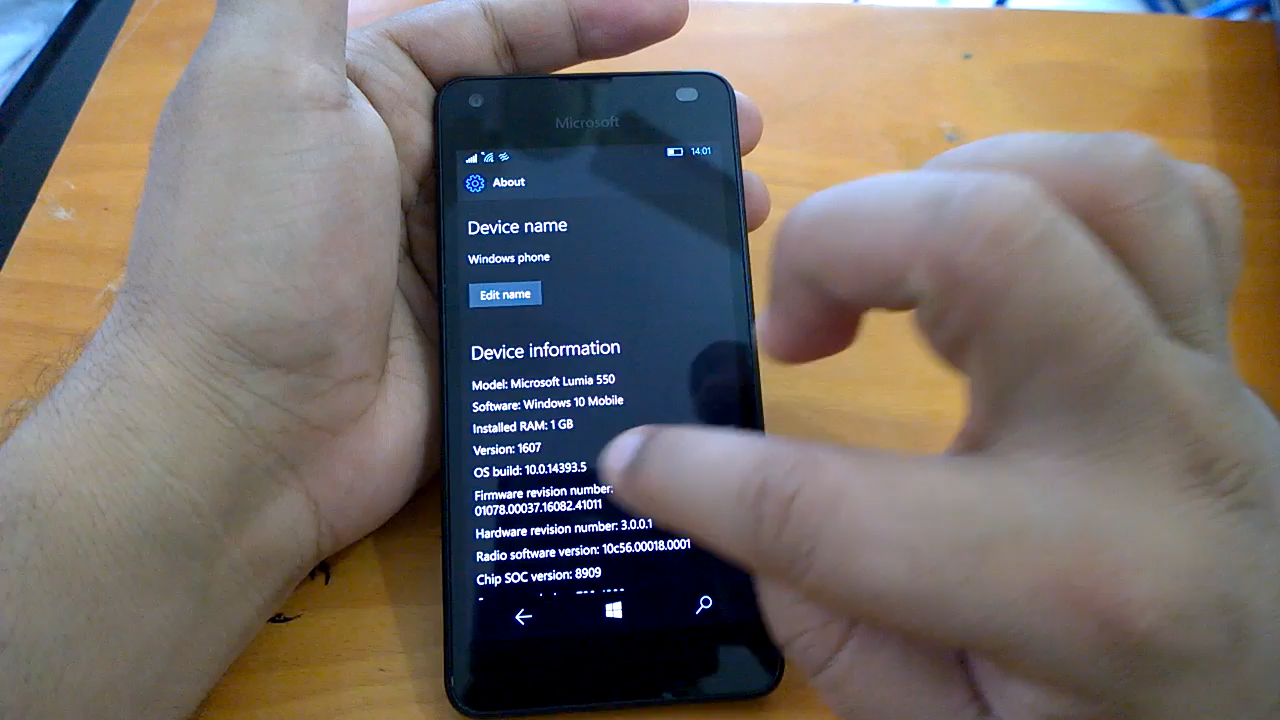 Microsoft
14:01
About
Device name
Windows phone
Edit name
Device information
Model: Microsoft Lumia 550
Software: Windows 10 Mobile
Installed RAM: 1 GB
Version: 1607
OS build: 10.0.14393.5
Firmware revision number:
01078.00037.16082.41011
Hardware revision number: 3.0.0.1
Radio software version: 10c56.00018.0001
Chip SOC version: 8909